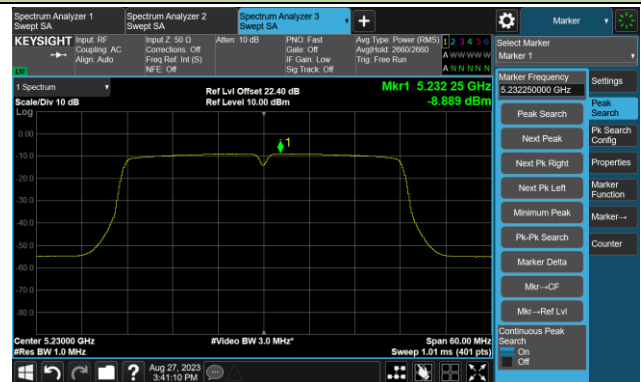 Spectrum Analyzer 1
Swept SA
Spectrum Analyzer 2
Swept SA
Spectrum Analyzer 3
Swept SA
Marker
KEYSIGHT
Input: RF
Coupling: AC
Align: Auto
Input Z: 50 Ω
Corrections: Off
Freq Ref: Int (S)
NFE: Off
Atten: 10 dB
PNO: Fast
Gate: Off
IF Gain: Low
Sig Track: Off
Avg Type: Power (RMS)
Avg|Hold: 2660/2660
Trig: Free Run
1 2 3 4 5 6
A W W W W W
A N N N N N
Select Marker
Marker 1
1 Spectrum
Scale/Div 10 dB
Log
Ref Lvl Offset 22.40 dB
Ref Level 10.00 dBm
Mkr1 5.232 25 GHz
-8.889 dBm
0.00
-10.0
-20.0
-30.0
-40.0
-50.0
-60.0
-70.0
-80.0
1
Center 5.23000 GHz
#Res BW 1.0 MHz
#Video BW 3.0 MHz*
Span 60.00 MHz
Sweep 1.01 ms (401 pts)
Marker Frequency
5.232250000 GHz
Peak Search
Next Peak
Next Pk Right
Next Pk Left
Minimum Peak
Pk-Pk Search
Marker Delta
Mkr→CF
Mkr→Ref Lvl
Continuous Peak
Search
On
Off
Settings
Peak
Search
Pk Search
Config
Properties
Marker
Function
Marker→
Counter
Aug 27, 2023
3:41:10 PM